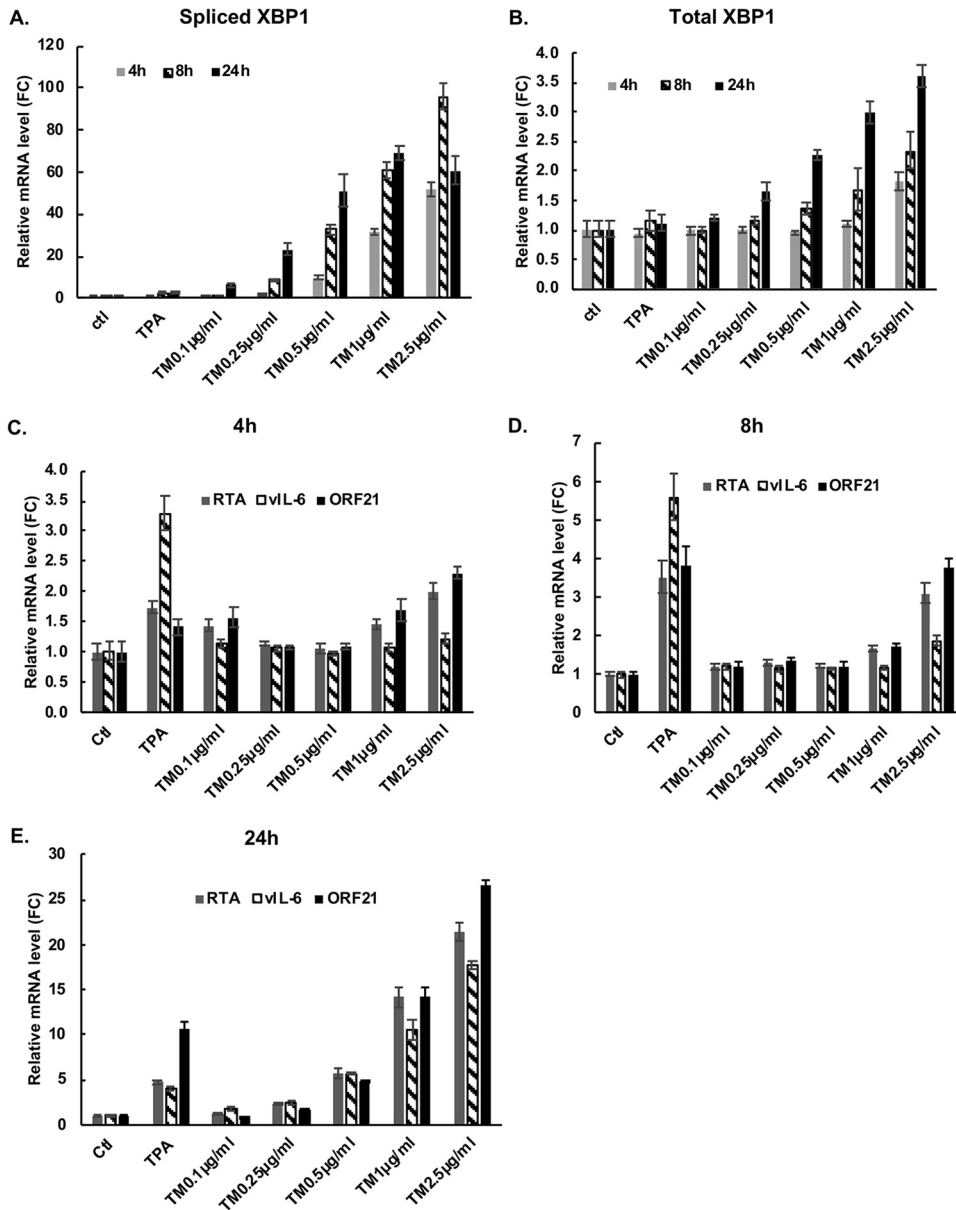 A.
Spliced XBP1
Relative mRNA level (FC)
120
100
80
60
40
20
0
4h 8h 24h
ctl
TPA
TM0.1µg/ml
TM0.25µg/ml
TM0.5µg/ml
TM1µg/ml
TM2.5µg/ml
B.
Total XBP1
Relative mRNA level (FC)
4.0
3.5
3.0
2.5
2.0
1.5
1.0
0.5
0.0
4h 8h 24h
ctl
TPA
TM0.1µg/ml
TM0.25µg/ml
TM0.5µg/ml
TM1µg/ml
TM2.5µg/ml
C.
4h
Relative mRNA level (FC)
4.0
3.5
3.0
2.5
2.0
1.5
1.0
0.5
0.0
RTA vIL-6 ORF21
Ctl
TPA
TM0.1µg/ml
TM0.25µg/ml
TM0.5µg/ml
TM1µg/ml
TM2.5µg/ml
D.
8h
Relative mRNA level (FC)
7
6
5
4
3
2
1
0
RTA vIL-6 ORF21
Ctl
TPA
TM0.1µg/ml
TM0.25µg/ml
TM0.5µg/ml
TM1µg/ml
TM2.5µg/ml
E.
24h
Relative mRNA level (FC)
30
25
20
15
10
5
0
RTA vIL-6 ORF21
Ctl
TPA
TM0.1µg/ml
TM0.25µg/ml
TM0.5µg/ml
TM1µg/ml
TM2.5µg/ml